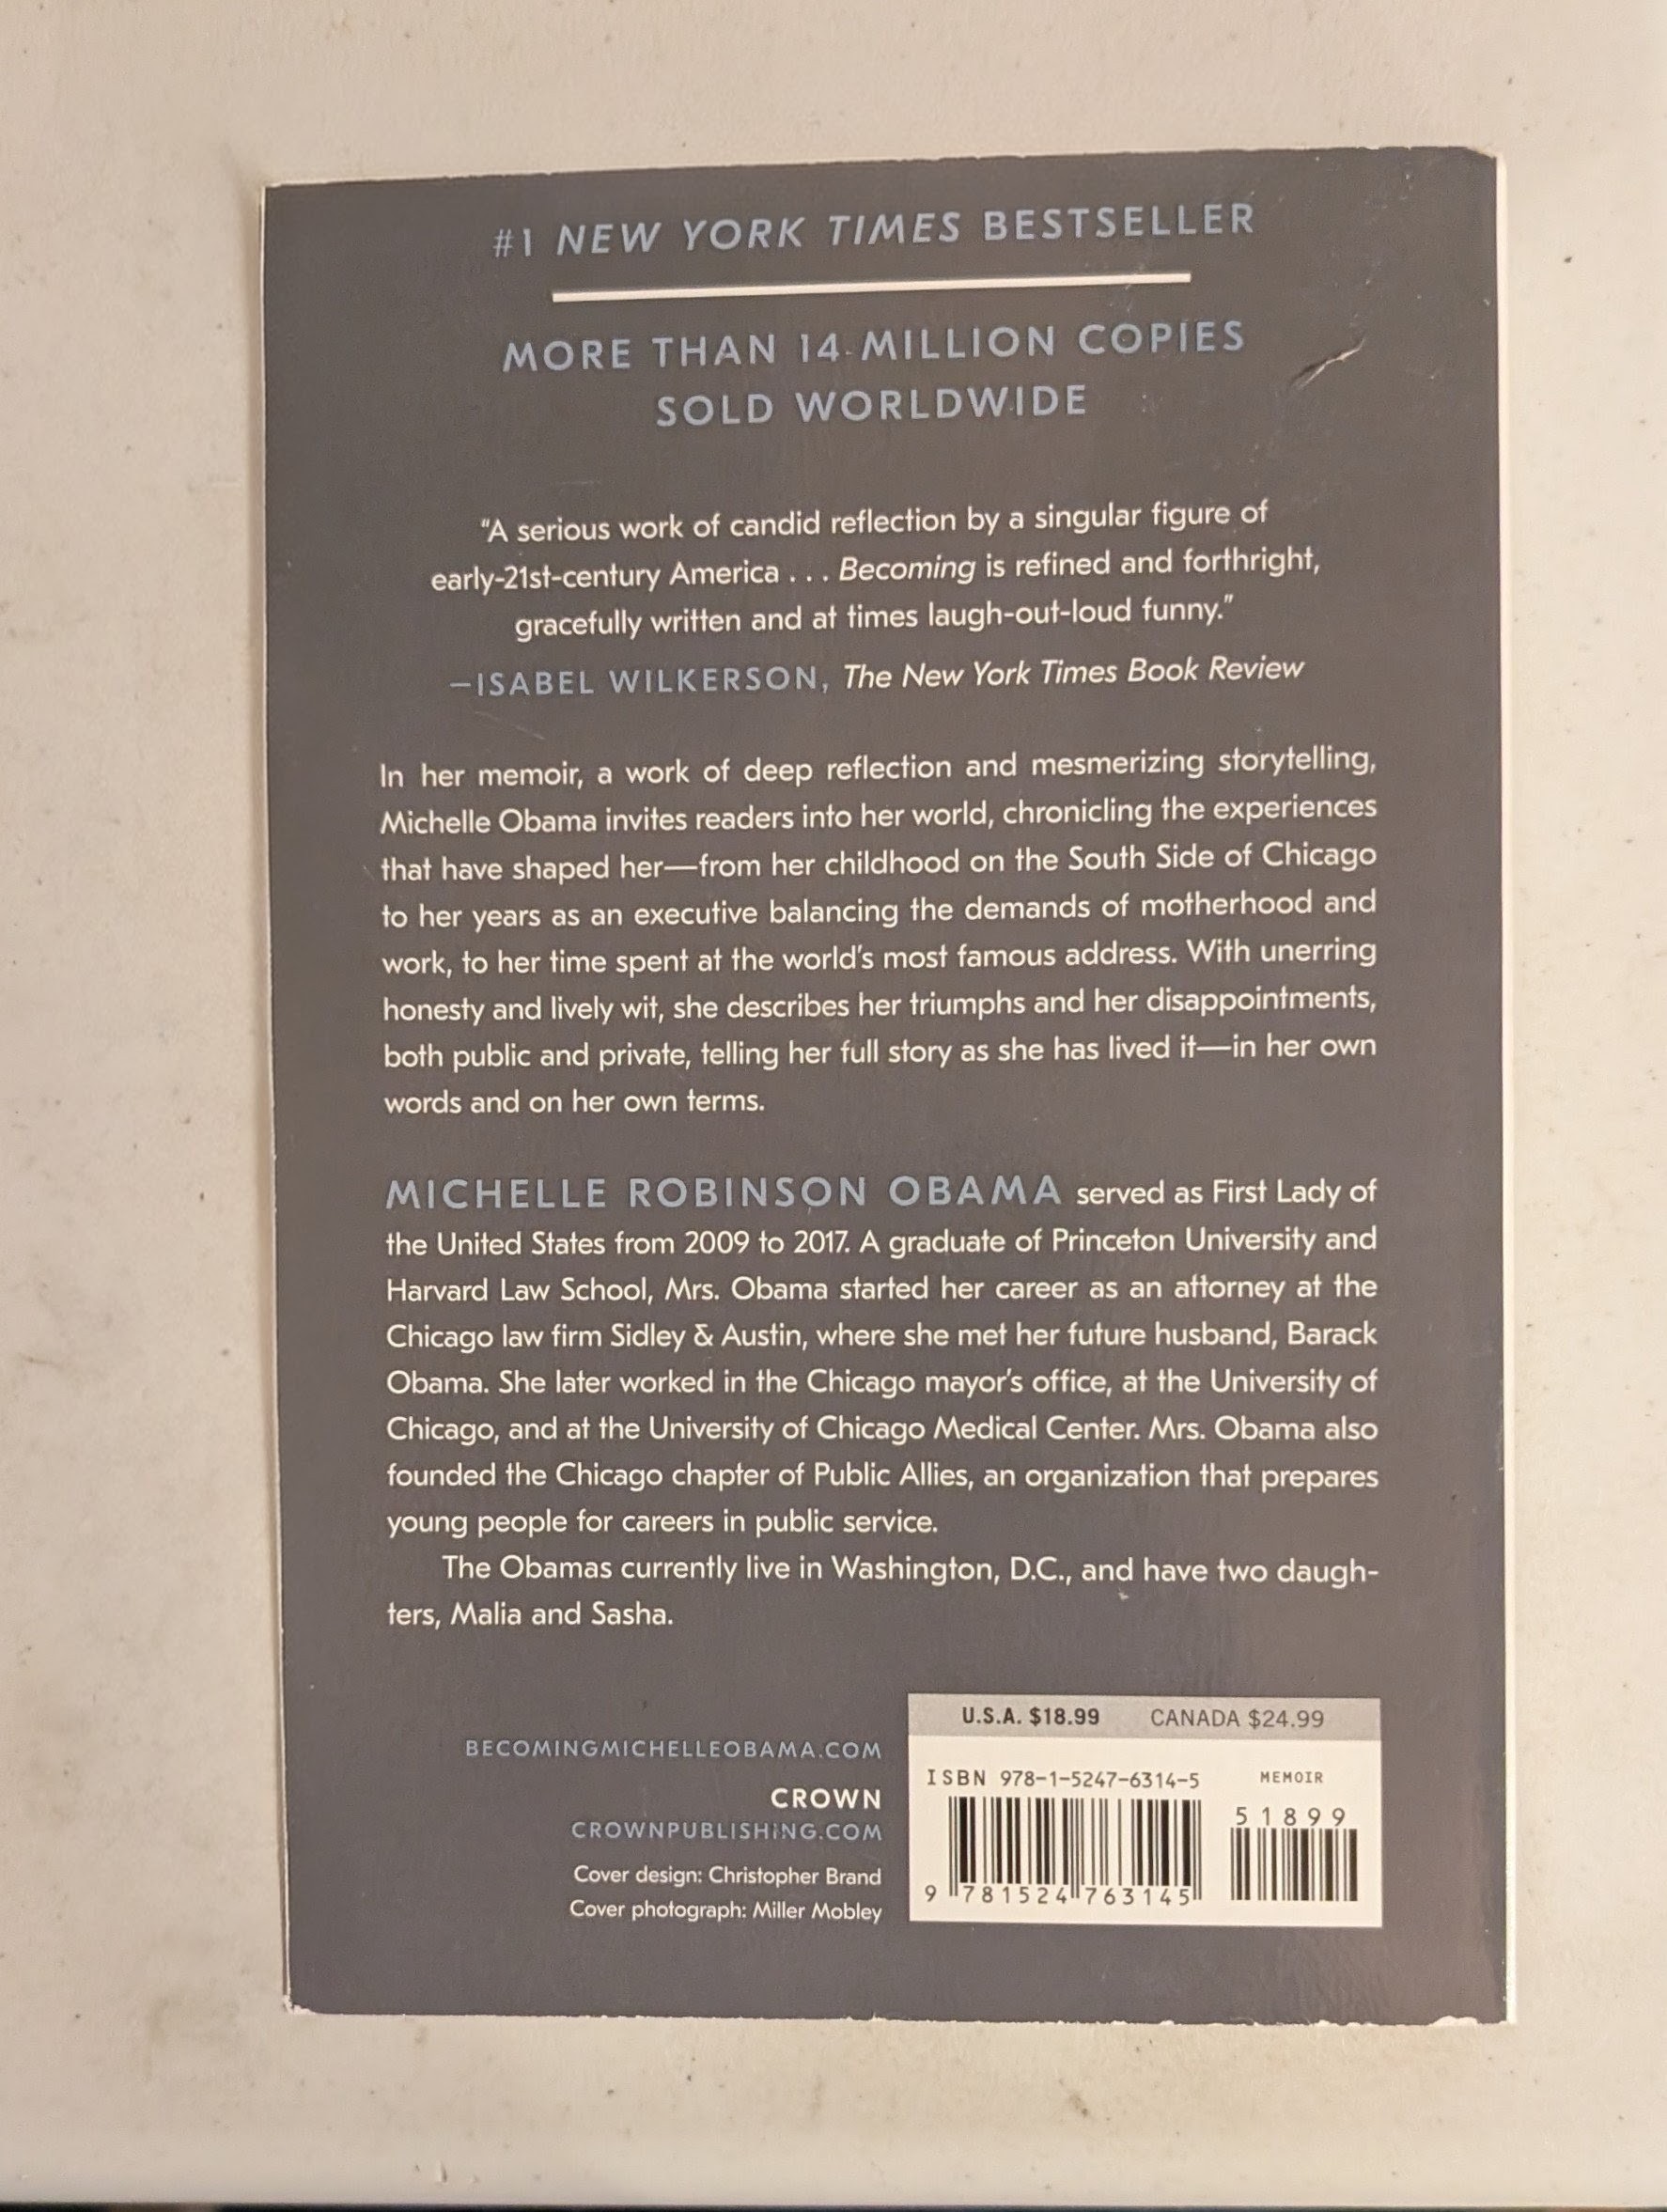 #1 NEW YORK TIMES BESTSELLER
MORE THAN 14 MILLION COPIES
SOLD WORLDWIDE
“A serious work of candid reflection by a singular figure of
early-21st-century America . . . Becoming is refined and forthright,
gracefully written and at times laugh-out-loud funny.”
—ISABEL WILKERSON, The New York Times Book Review
In her memoir, a work of deep reflection and mesmerizing storytelling,
Michelle Obama invites readers into her world, chronicling the experiences
that have shaped her—from her childhood on the South Side of Chicago
to her years as an executive balancing the demands of motherhood and
work, to her time spent at the world’s most famous address. With unerring
honesty and lively wit, she describes her triumphs and her disappointments,
both public and private, telling her full story as she has lived it—in her own
words and on her own terms.
MICHELLE ROBINSON OBAMA served as First Lady of
the United States from 2009 to 2017. A graduate of Princeton University and
Harvard Law School, Mrs. Obama started her career as an attorney at the
Chicago law firm Sidley & Austin, where she met her future husband, Barack
Obama. She later worked in the Chicago mayor’s office, at the University of
Chicago, and at the University of Chicago Medical Center. Mrs. Obama also
founded the Chicago chapter of Public Allies, an organization that prepares
young people for careers in public service.
The Obamas currently live in Washington, D.C., and have two daugh-
ters, Malia and Sasha.
BECOMINGMICHELLEOBAMA.COM
CROWN
CROWNPUBLISHING.COM
Cover design: Christopher Brand
Cover photograph: Miller Mobley
U.S.A. $18.99 CANADA $24.99
ISBN 978-1-5247-6314-5 MEMOIR
51899
9 781524 763145